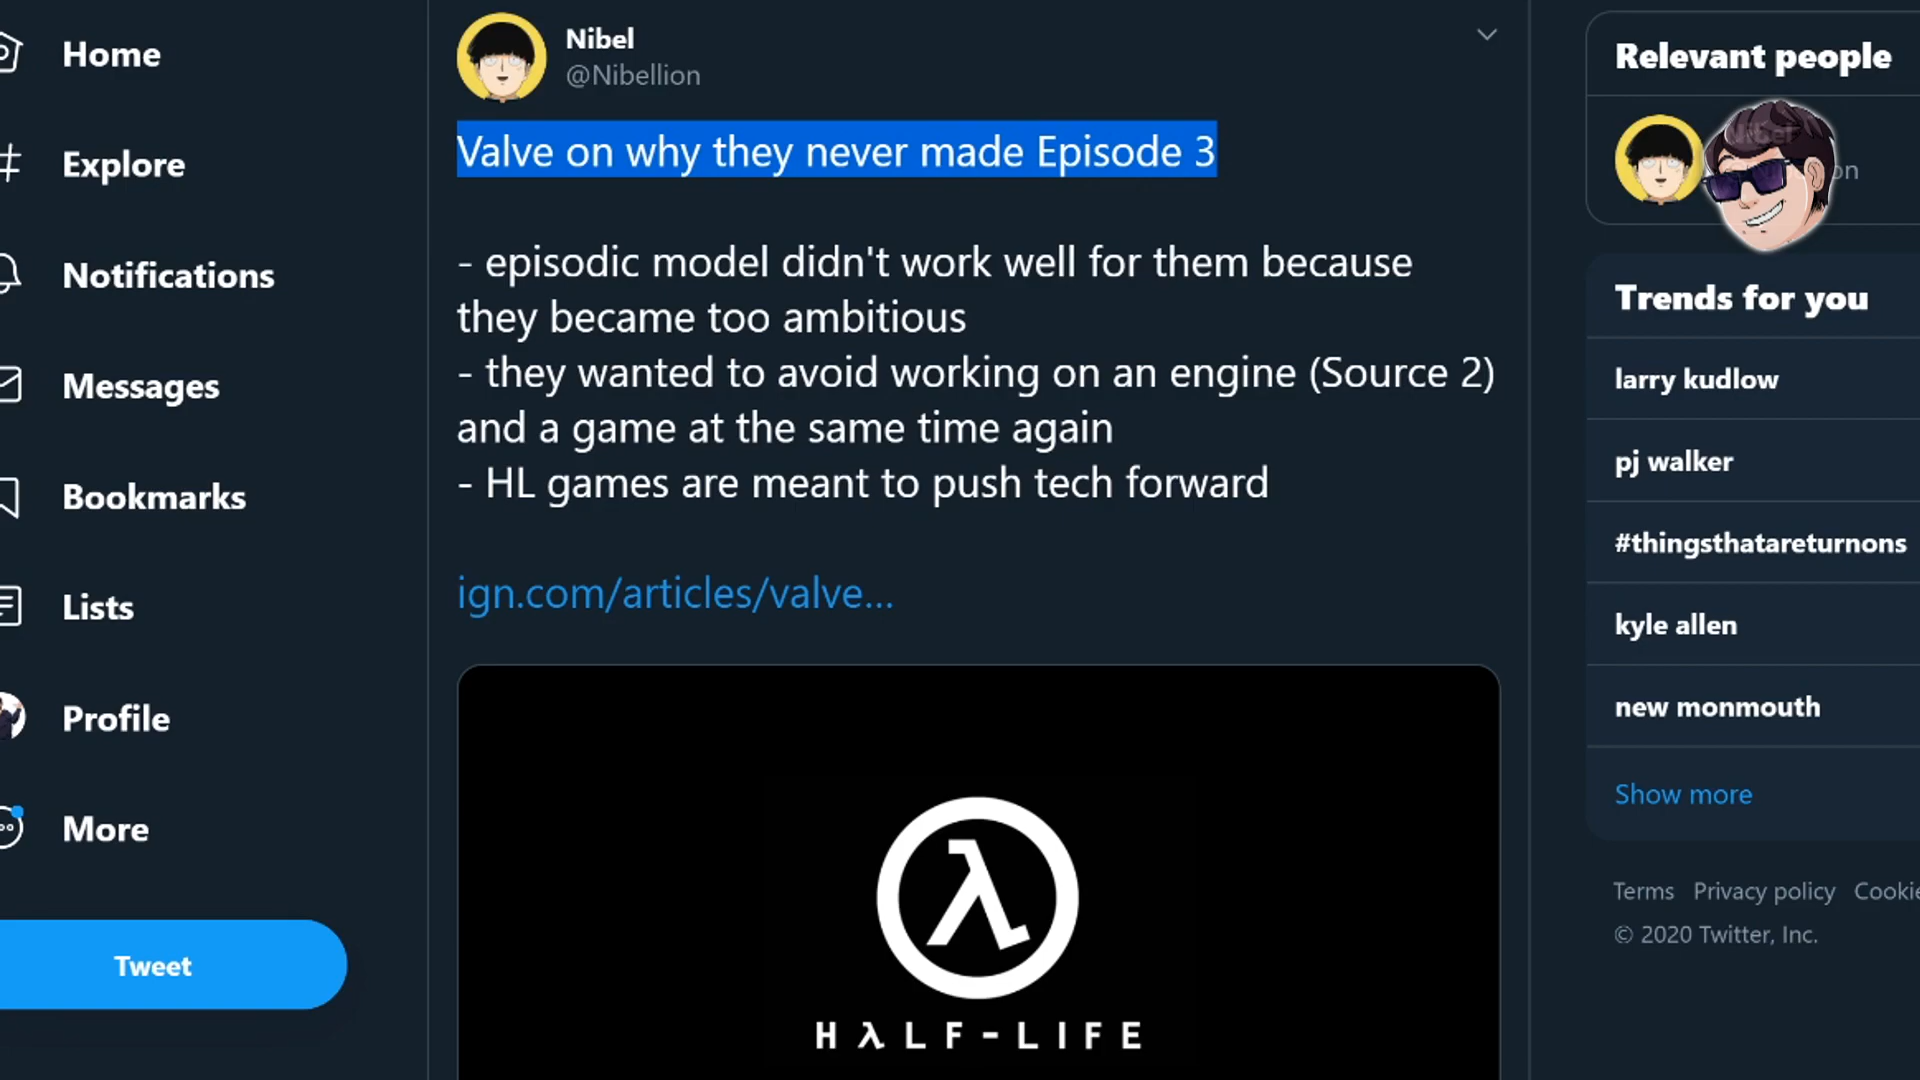 Home
Explore
Notifications
Messages
Bookmarks
Lists
Profile
More
Tweet
Nibel
@Nibellion
Valve on why they never made Episode 3
- episodic model didn't work well for them because
they became too ambitious
- they wanted to avoid working on an engine (Source 2)
and a game at the same time again
- HL games are meant to push tech forward
ign.com/articles/valve...
HλLF-LIFE
Relevant people
Trends for you
larry kudlow
pj walker
#thingsthatareturnons
kyle allen
new monmouth
Show more
Terms Privacy policy
© 2020 Twitter, Inc.